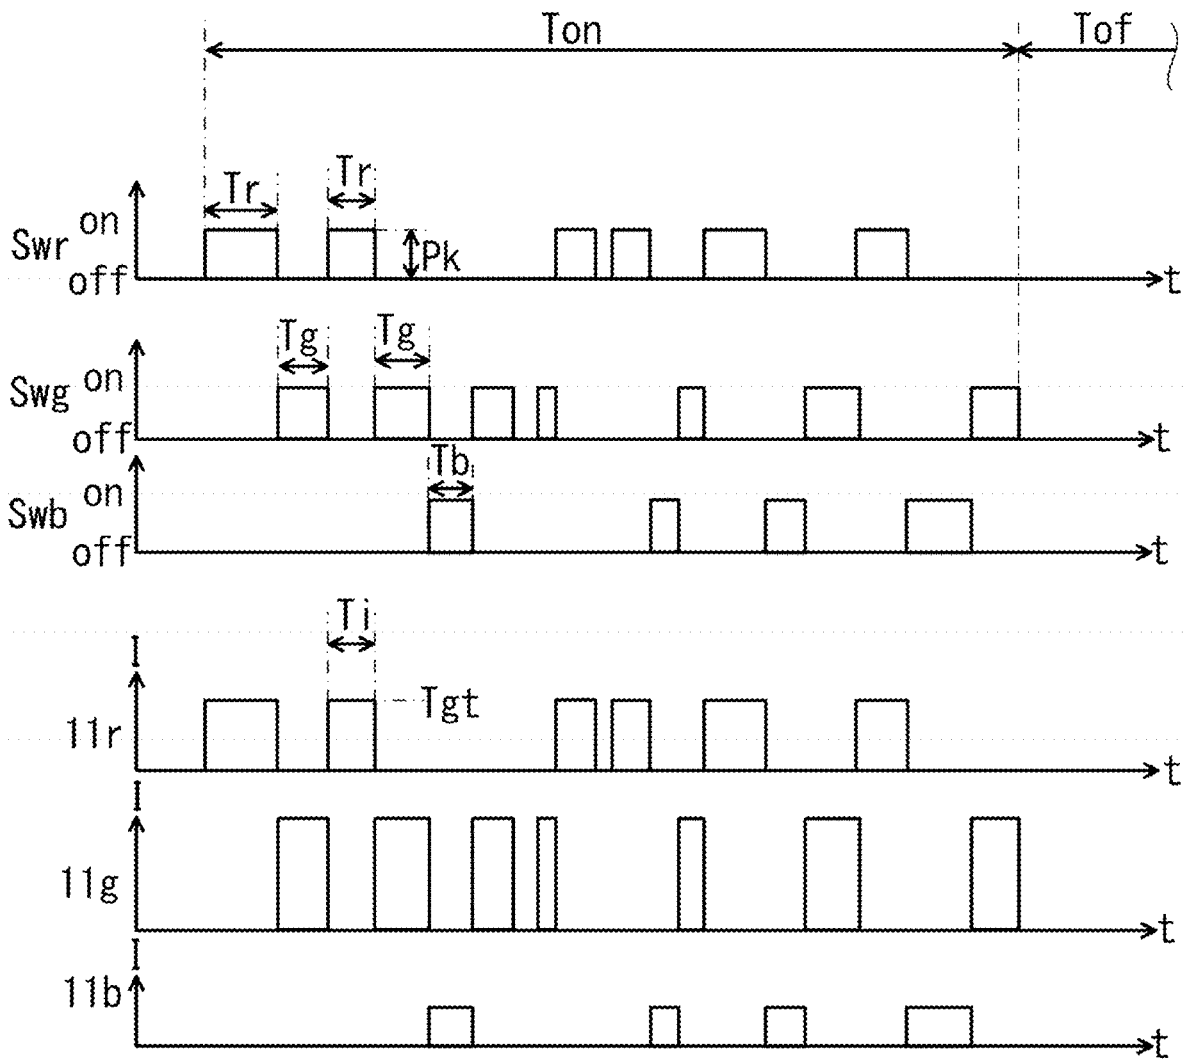 Ton Tof
Tr Tr
on
Swr
off
Pk
t
Tg Tg
on
Swg
off
t
Tb
on
Swb
off
t
Ti
I
11r
Tgt
t
I
11g
t
I
11b
t